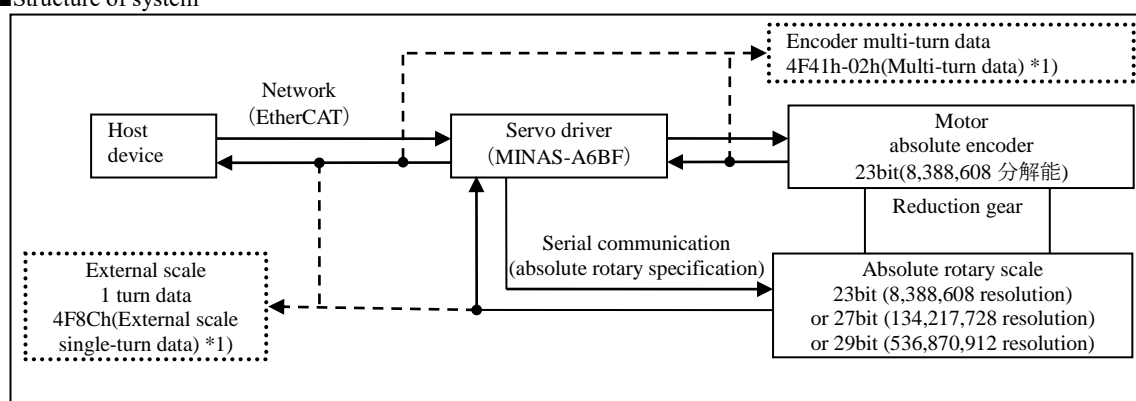 ■Structure of system
Encoder multi-turn data
4F41h-02h(Multi-turn data) *1)
Network
（EtherCAT）
Host
device
Servo driver
（MINAS-A6BF）
Motor
absolute encoder
23bit(8,388,608 分解能)
Reduction gear
Serial communication
(absolute rotary specification)
External scale
1 turn data
4F8Ch(External scale
single-turn data) *1)
Absolute rotary scale
23bit (8,388,608 resolution)
or 27bit (134,217,728 resolution)
or 29bit (536,870,912 resolution)